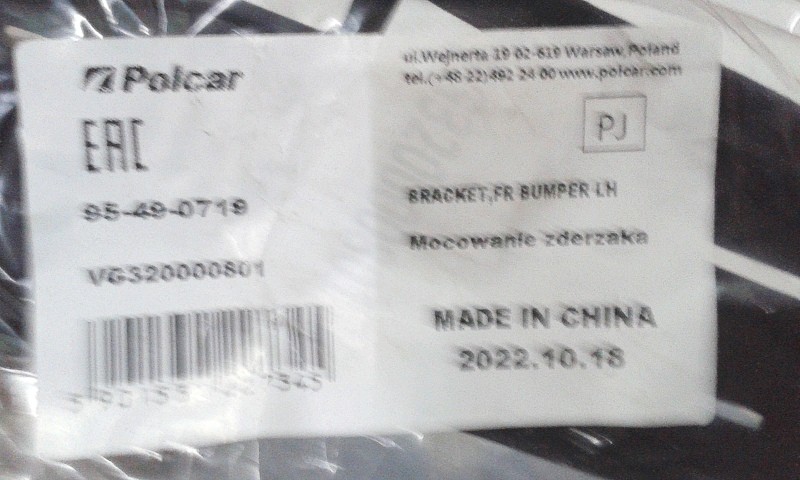 Polcar
EAC
95-49-0719
VG320000801
ul.Wejnerta 19 02-619 Warsaw,Poland
tel.(+48 22)492 24 00 www.polcar.com
PJ
BRACKET,FR BUMPER LH
Mocowanie zderzaka
MADE IN CHINA
2022.10.18